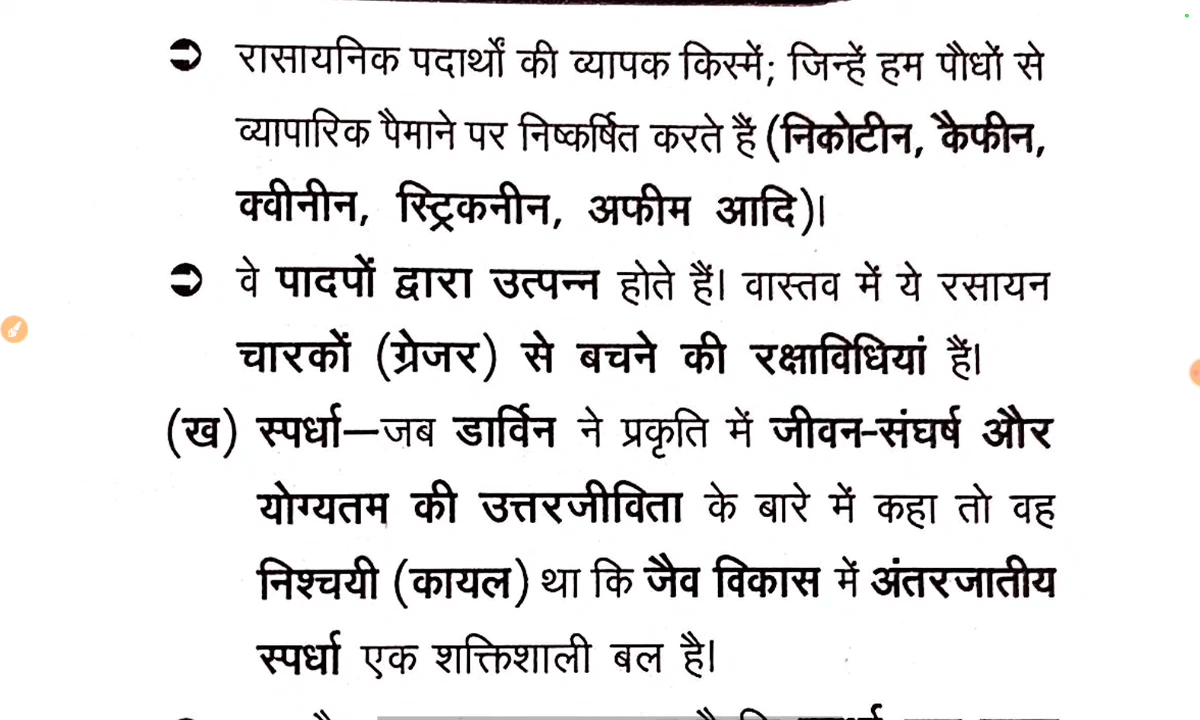 ➲ रासायनिक पदार्थों की व्यापक किस्में; जिन्हें हम पौधों से
व्यापारिक पैमाने पर निष्कर्षित करते हैं (निकोटीन, कैफीन,
क्वीनीन, स्ट्रिकनीन, अफीम आदि)।
➲ वे पादपों द्वारा उत्पन्न होते हैं। वास्तव में ये रसायन
चारकों (ग्रेजर) से बचने की रक्षाविधियां हैं।
(ख) स्पर्धा—जब डार्विन ने प्रकृति में जीवन-संघर्ष और
योग्यतम की उत्तरजीविता के बारे में कहा तो वह
निश्चयी (कायल) था कि जैव विकास में अंतरजातीय
स्पर्धा एक शक्तिशाली बल है।